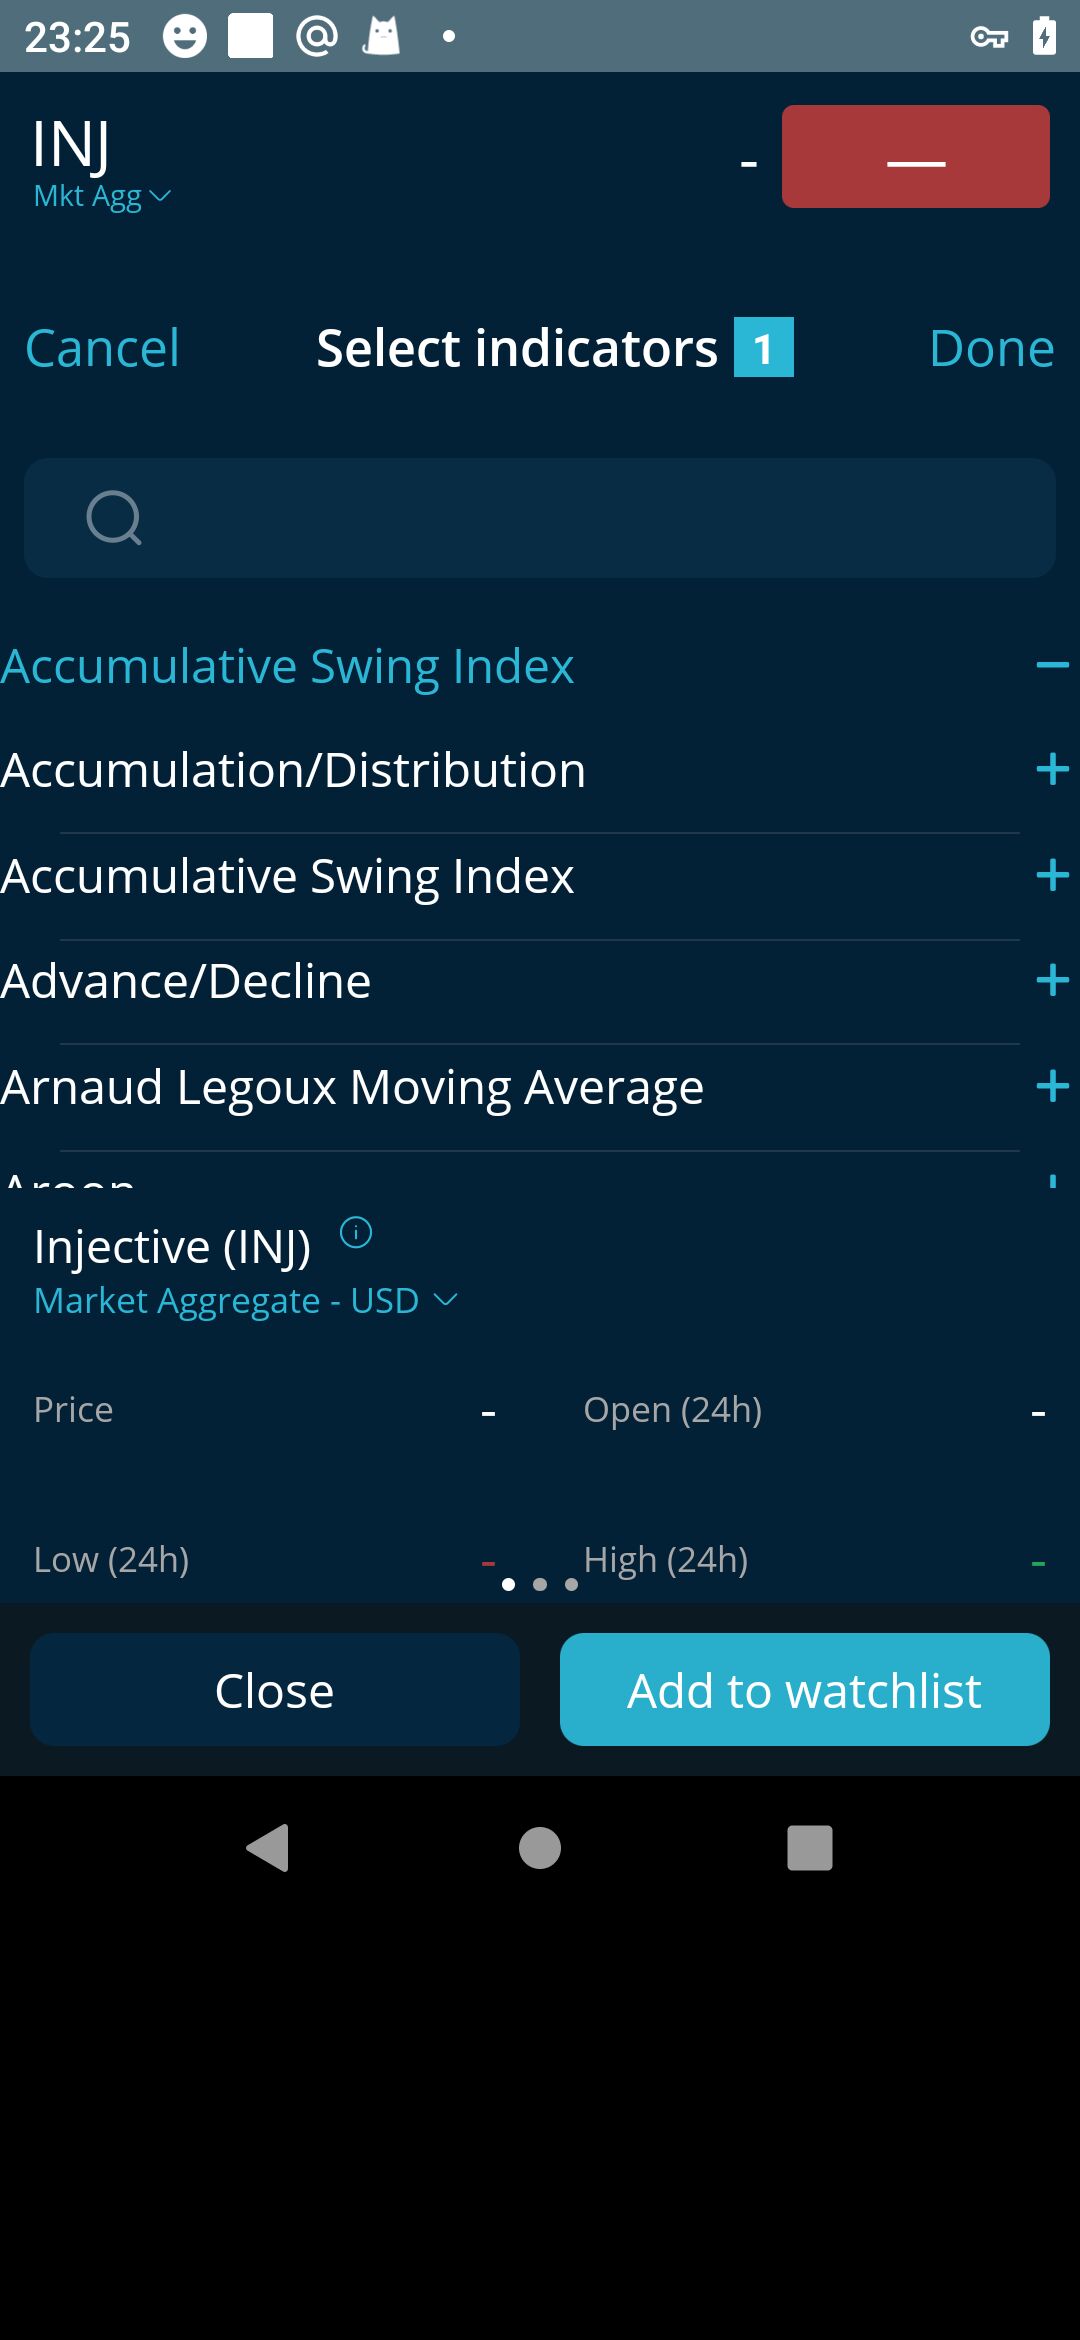 23:25
INJ
Mkt Agg
-
—
Cancel
Select indicators 1
Done
Accumulative Swing Index
Accumulation/Distribution
Accumulative Swing Index
Advance/Decline
Arnaud Legoux Moving Average
Aroon
Injective (INJ)
Market Aggregate - USD
Price - Open (24h) -
Low (24h) - High (24h) -
Close
Add to watchlist